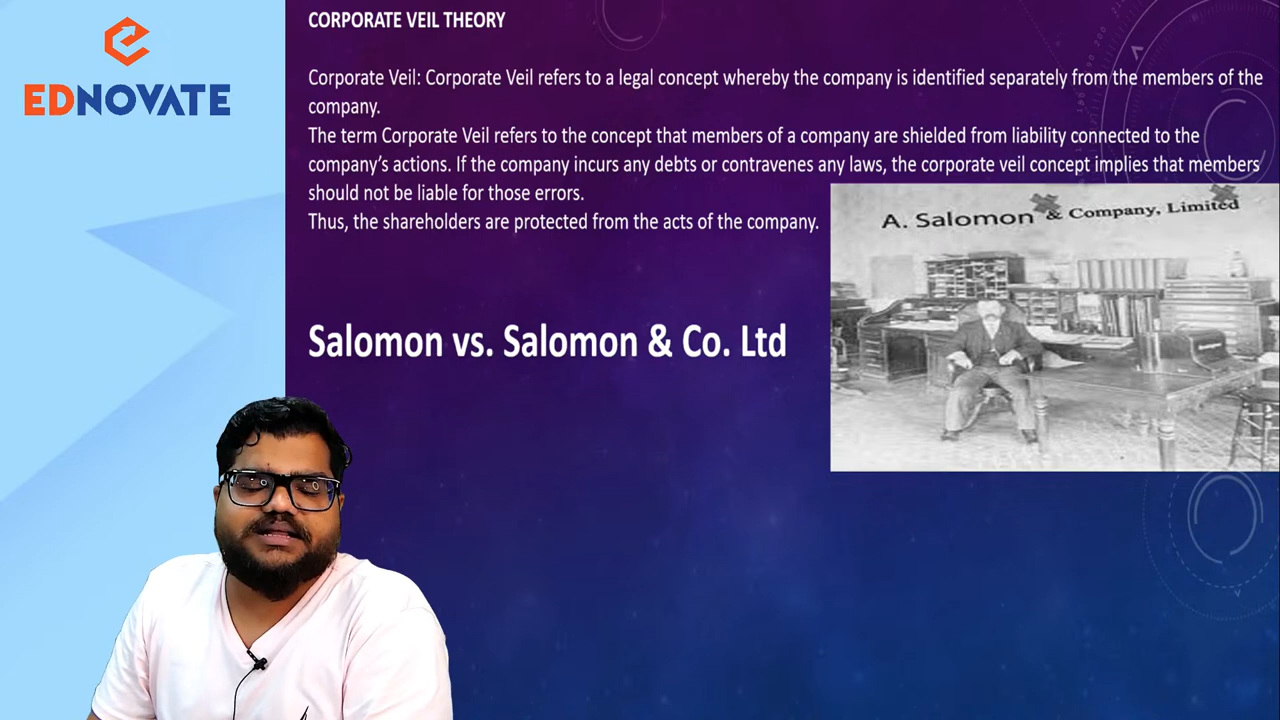 EDNOVATE
CORPORATE VEIL THEORY
Corporate Veil: Corporate Veil refers to a legal concept whereby the company is identified separately from the members of the
company.
The term Corporate Veil refers to the concept that members of a company are shielded from liability connected to the
company’s actions. If the company incurs any debts or contravenes any laws, the corporate veil concept implies that members
should not be liable for those errors.
Thus, the shareholders are protected from the acts of the company.
A. Salomon & Company, Limited
Salomon vs. Salomon & Co. Ltd